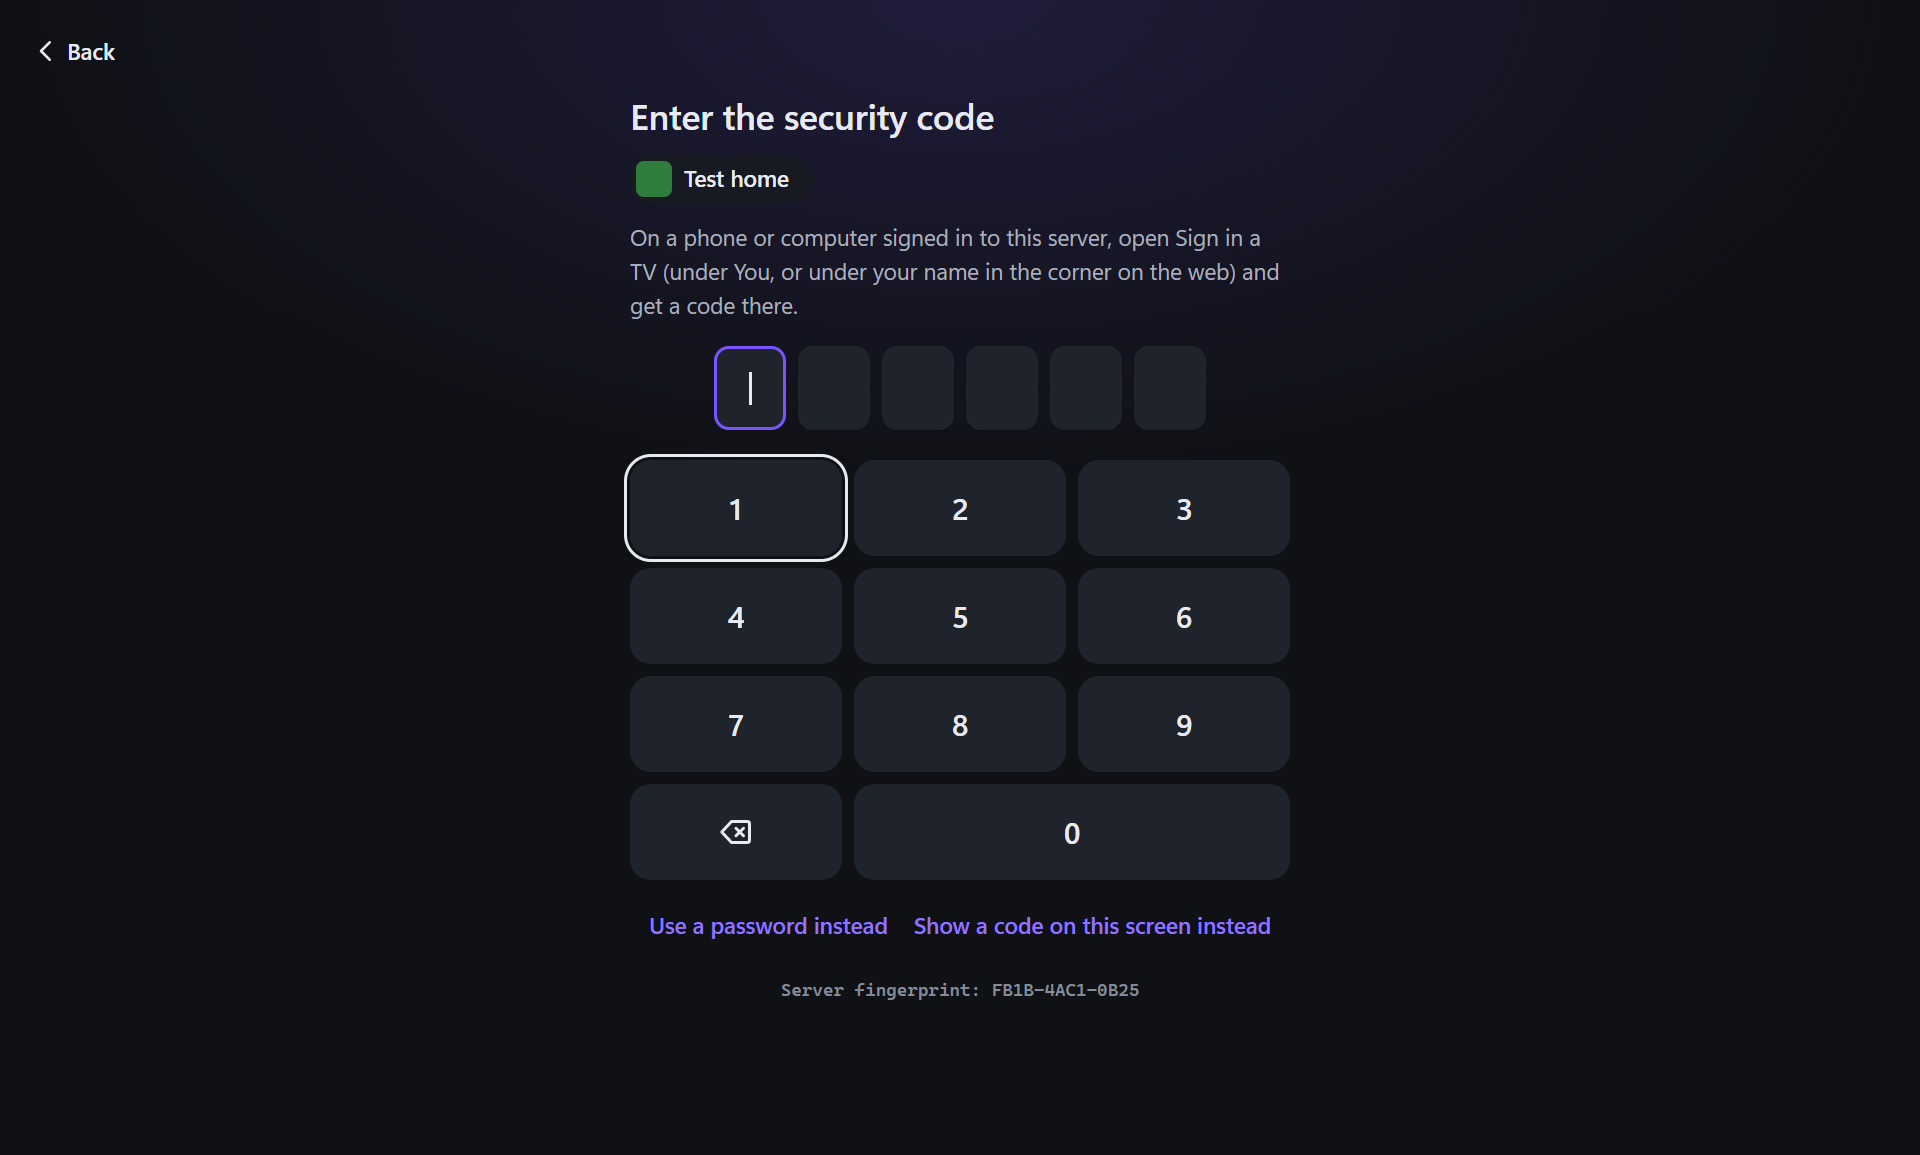 Back
Enter the security code
Test home
On a phone or computer signed in to this server, open Sign in a
TV (under You, or under your name in the corner on the web) and
get a code there.
1 2 3
4 5 6
7 8 9
0
Use a password instead Show a code on this screen instead
Server fingerprint: FB1B-4AC1-0B25